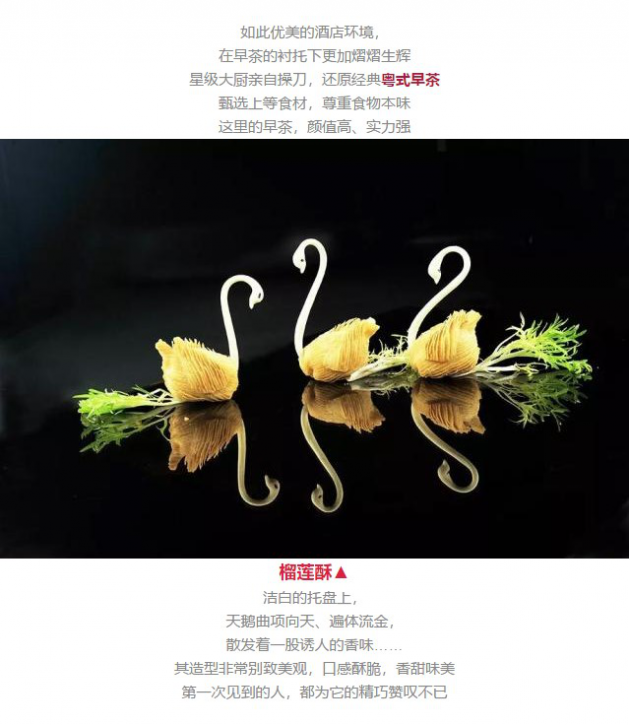 如此优美的酒店环境，
在早茶的衬托下更加熠熠生辉
星级大厨亲自操刀，还原经典粤式早茶
甄选上等食材，尊重食物本味
这里的早茶，颜值高、实力强
榴莲酥▲
洁白的托盘上，
天鹅曲项向天、遍体流金，
散发着一股诱人的香味……
其造型非常别致美观，口感酥脆，香甜味美
第一次见到的人，都为它的精巧赞叹不已